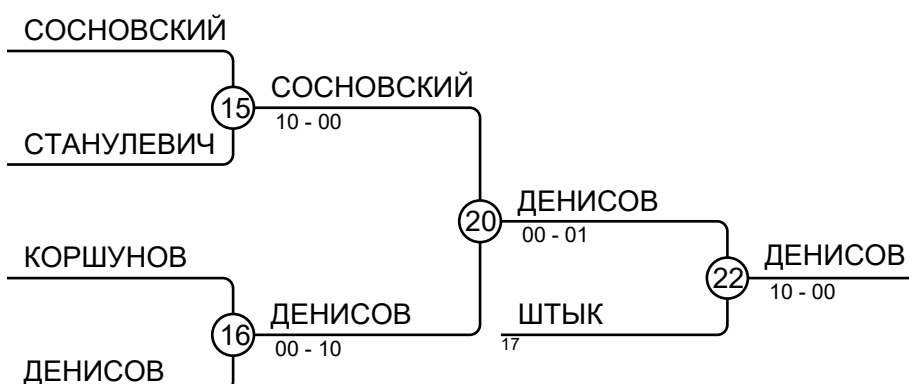 СОСНОВСКИЙ
15
СОСНОВСКИЙ
10 - 00
СТАНУЛЕВИЧ
20
ДЕНИСОВ
00 - 01
КОРШУНОВ
22
ДЕНИСОВ
10 - 00
16
ДЕНИСОВ
00 - 10
ШТЫК
17
ДЕНИСОВ